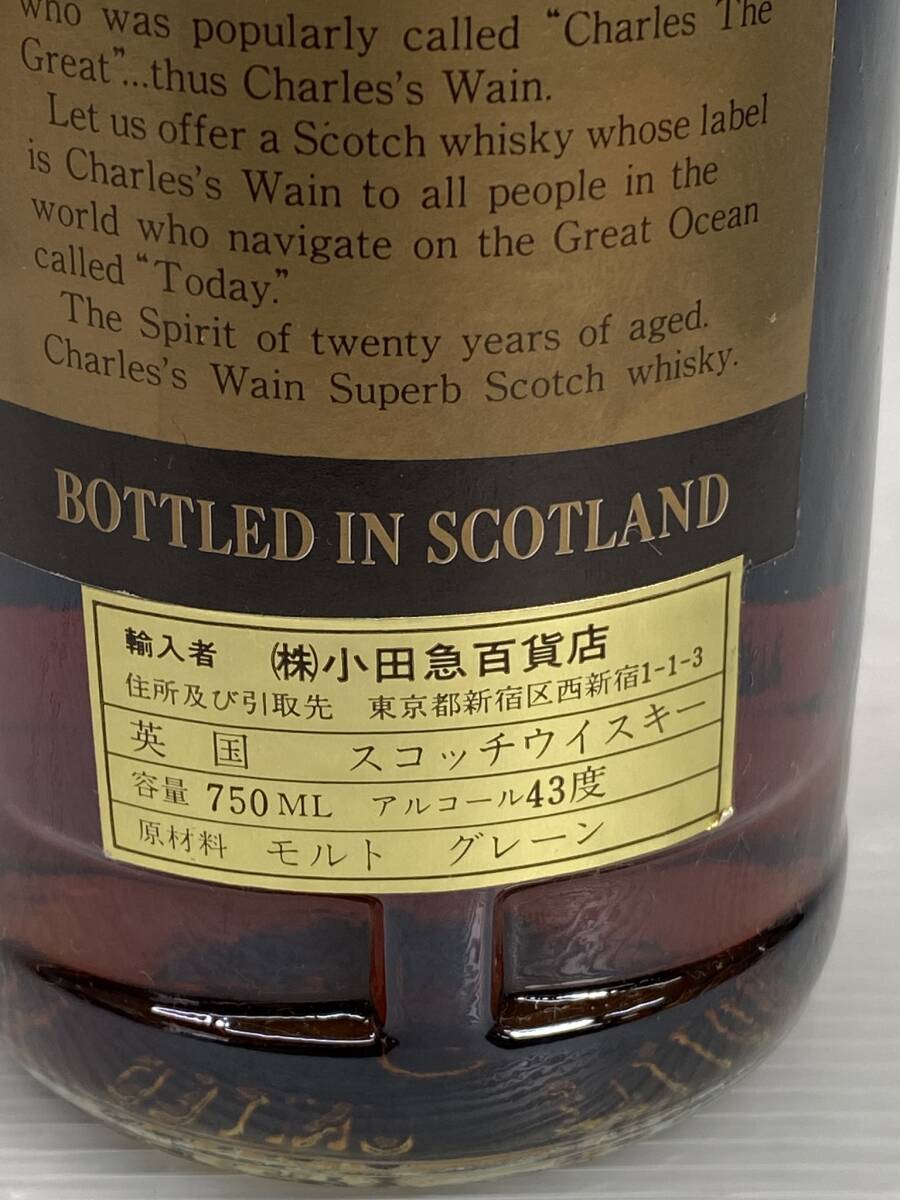 who was popularly called “Charles The
Great”...thus Charles's Wain.
Let us offer a Scotch whisky whose label
is Charles's Wain to all people in the
world who navigate on the Great Ocean
called “Today.”
The Spirit of twenty years of aged.
Charles's Wain Superb Scotch whisky.
BOTTLED IN SCOTLAND
輸入者 ㈱小田急百貨店
住所及び引取先 東京都新宿区西新宿1-1-3
英国 スコッチウイスキー
容量 750ML アルコール43度
原材料 モルト グレーン